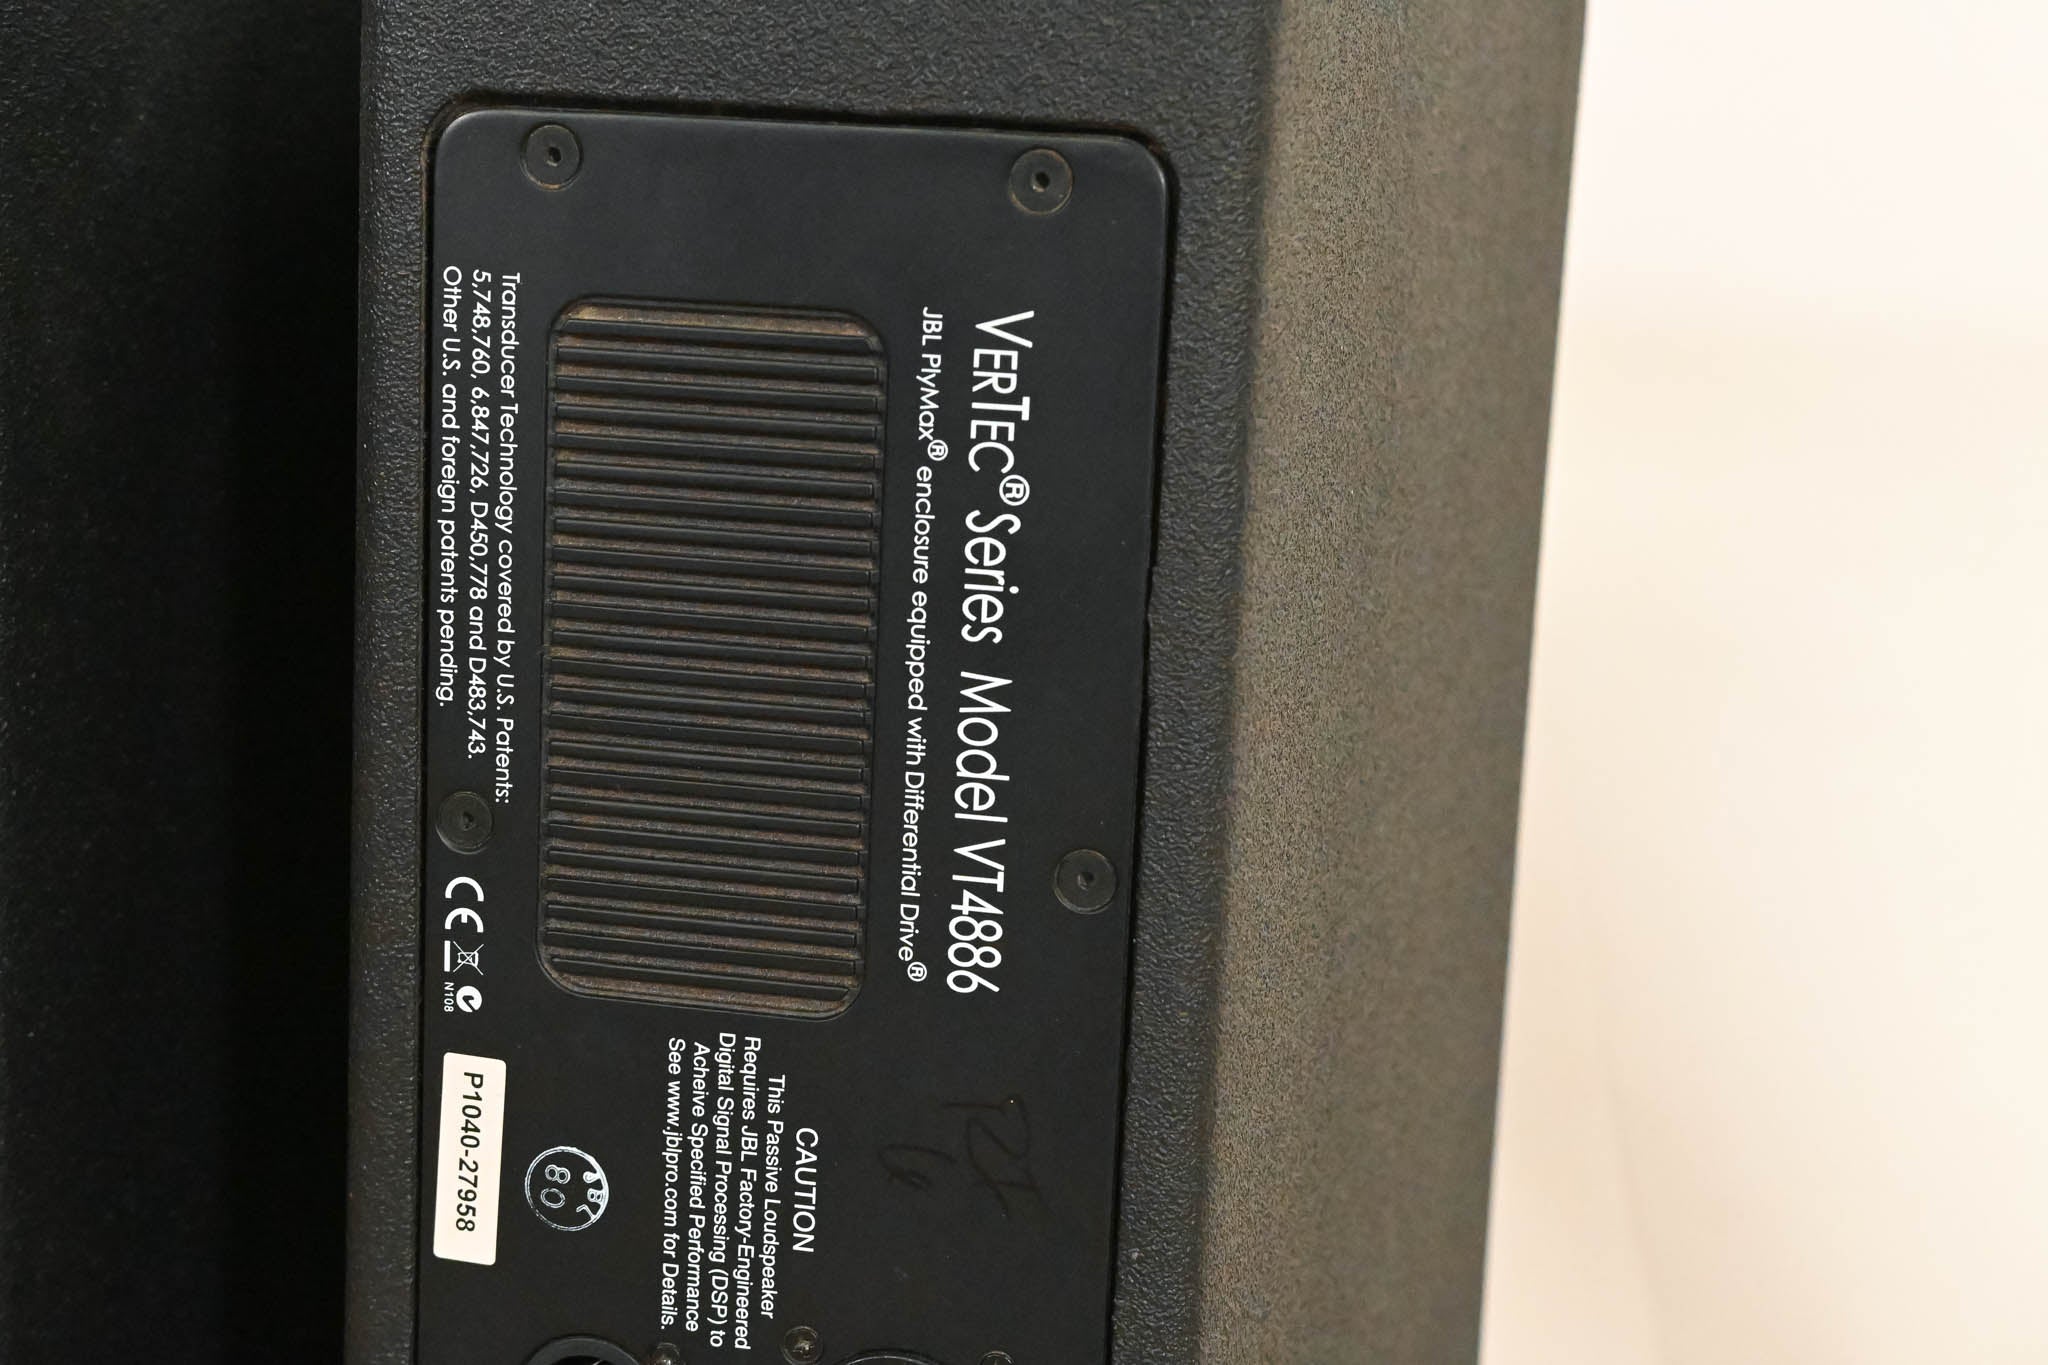 VERTEC® Series Model VT4886
JBL PlyMax® enclosure equipped with Differential Drive®
Transducer Technology covered by U.S. Patents:
5,748,760, 6,847,726, D450,778 and D483,743.
Other U.S. and foreign patents pending.
CE
N108
CAUTION
This Passive Loudspeaker
Requires JBL Factory-Engineered
Digital Signal Processing (DSP) to
Acheive Specified Performance
See www.jblpro.com for Details.
JBL
80
P1040-27958